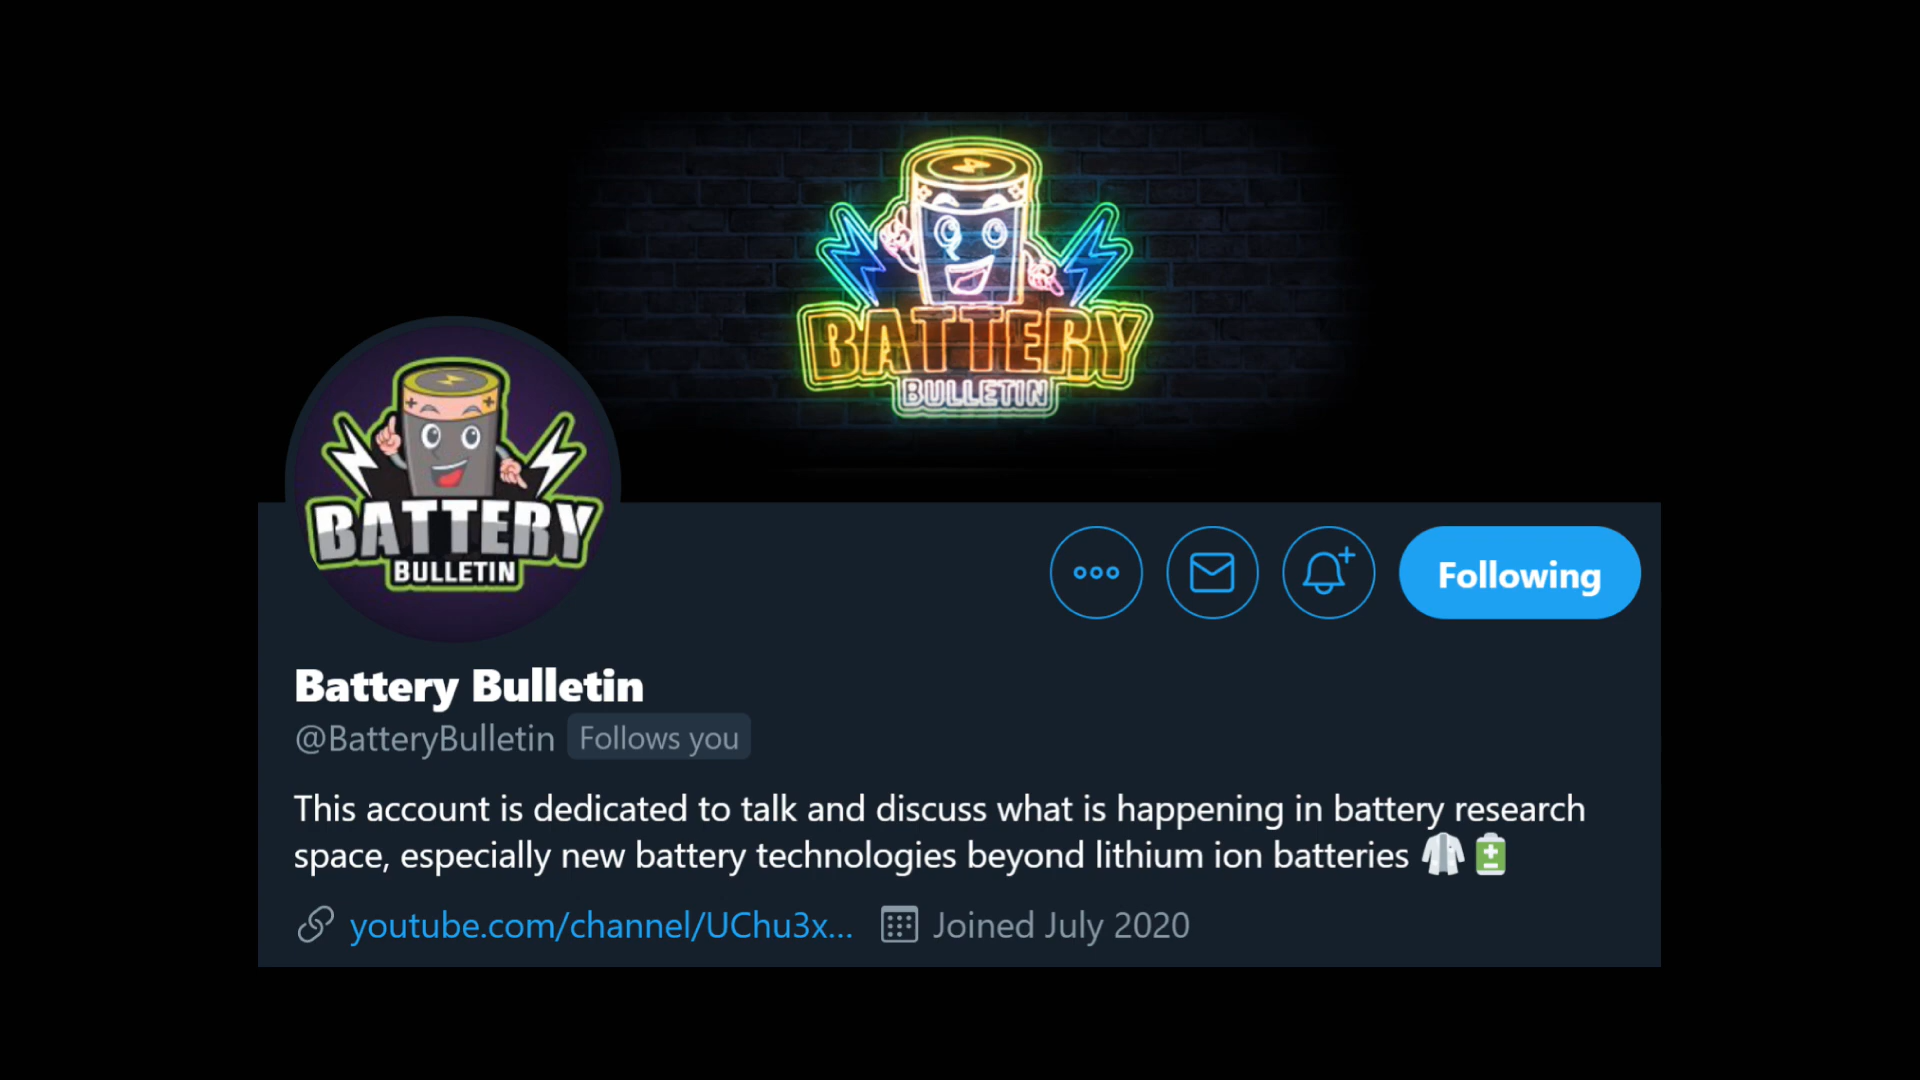 BATTERY
BULLETIN
BATTERY
BULLETIN
Following
Battery Bulletin
@BatteryBulletin Follows you
This account is dedicated to talk and discuss what is happening in battery research
space, especially new battery technologies beyond lithium ion batteries 🥼🔋
youtube.com/channel/UChu3x... Joined July 2020